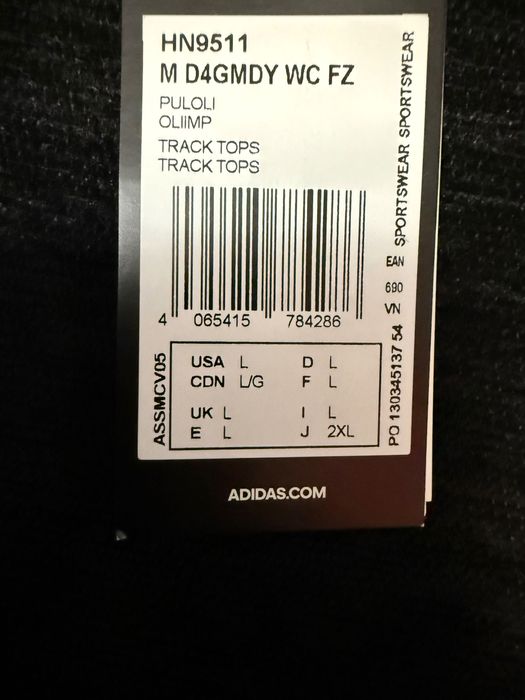 HN9511
M D4GMDY WC FZ
PULOLI
OLIIMP
TRACK TOPS
TRACK TOPS
4 065415 784286
USA L D L
CDN L/G F L
UK L I L
E L J 2XL
ASSMCV05
SPORTSWEAR SPORTSWEAR
EAN
690
VN
PO 130345137 54
ADIDAS.COM